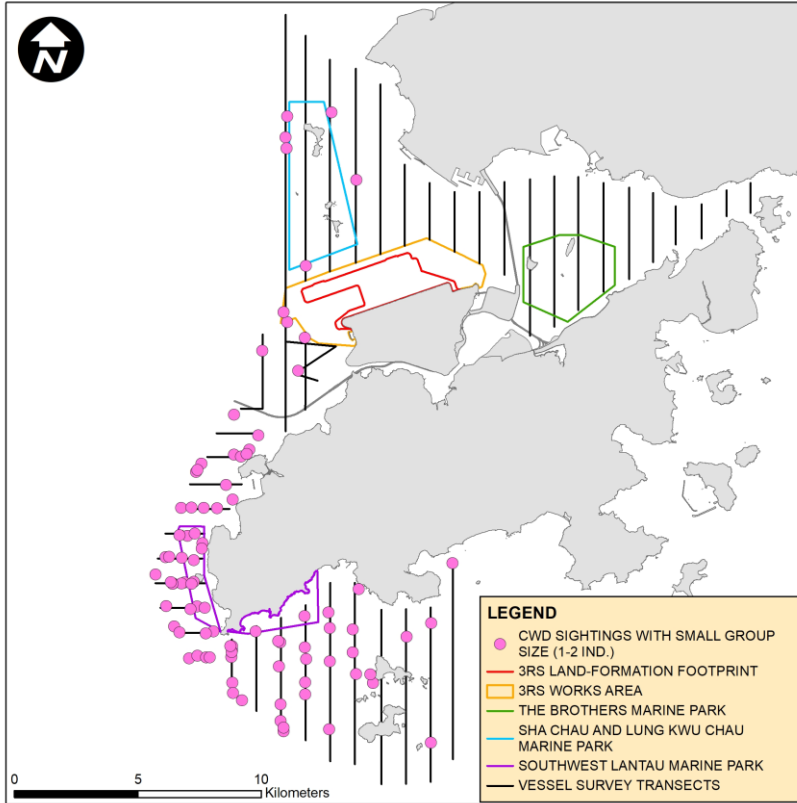 N
LEGEND
CWD SIGHTINGS WITH SMALL GROUP
SIZE (1-2 IND.)
3RS LAND-FORMATION FOOTPRINT
3RS WORKS AREA
THE BROTHERS MARINE PARK
SHA CHAU AND LUNG KWU CHAU
MARINE PARK
SOUTHWEST LANTAU MARINE PARK
VESSEL SURVEY TRANSECTS
0 5 10
Kilometers